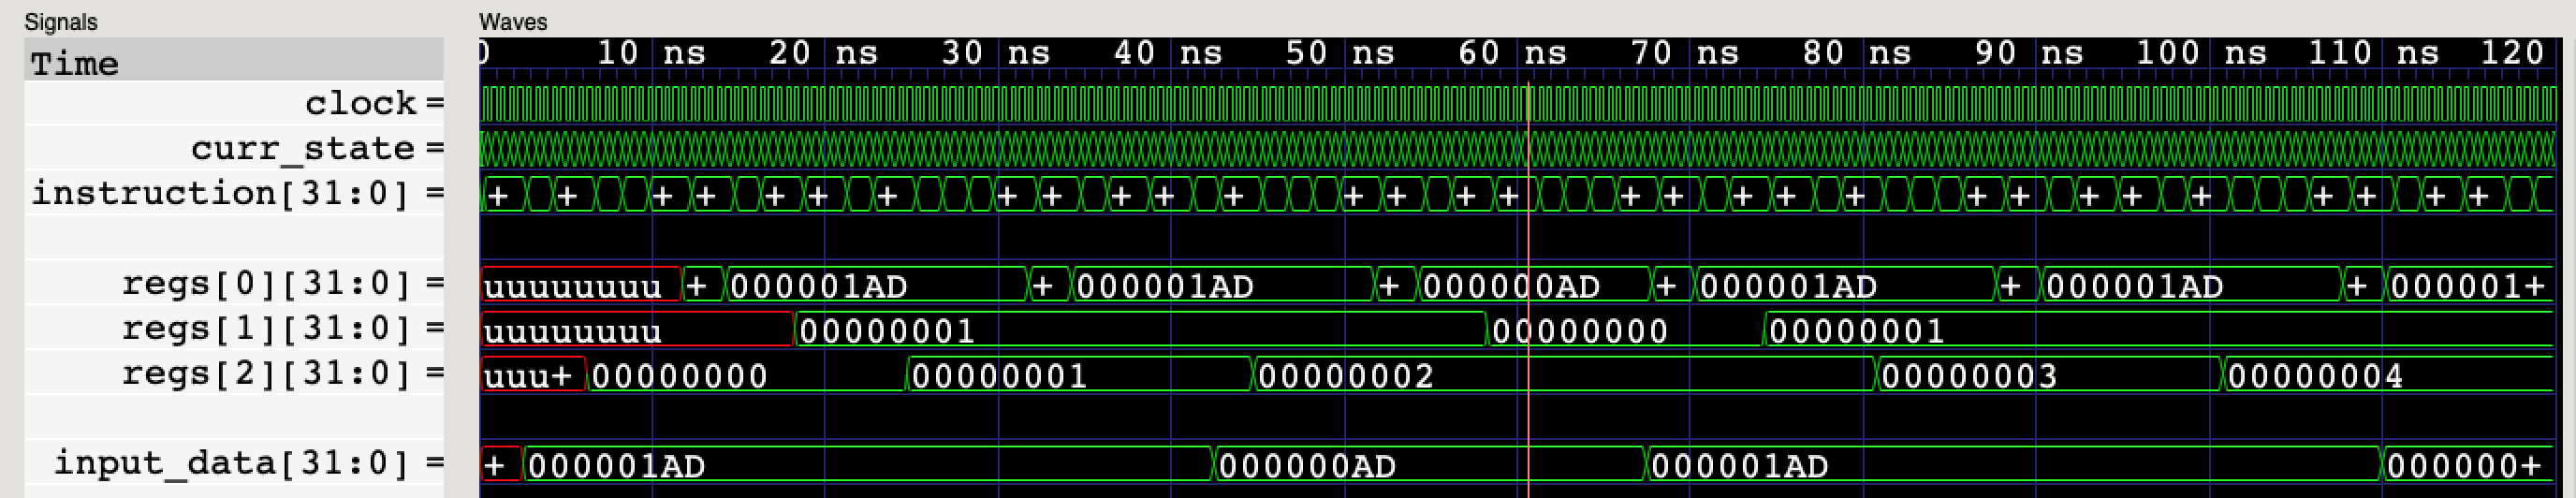 Signals Waves
Time 0 10 ns 20 ns 30 ns 40 ns 50 ns 60 ns 70 ns 80 ns 90 ns 100 ns 110 ns 120
clock =
curr_state =
instruction[31:0] = + + + + + + + + + + + + + + + + + + + + + + + + + + + + +
regs[0][31:0] = uuuuuuuu + 000001AD + 000001AD + 000000AD + 000001AD + 000001AD + 000001+
regs[1][31:0] = uuuuuuuu 00000001 00000000 00000001
regs[2][31:0] = uuu+ 00000000 00000001 00000002 00000003 00000004
input_data[31:0] = + 000001AD 000000AD 000001AD 000000+